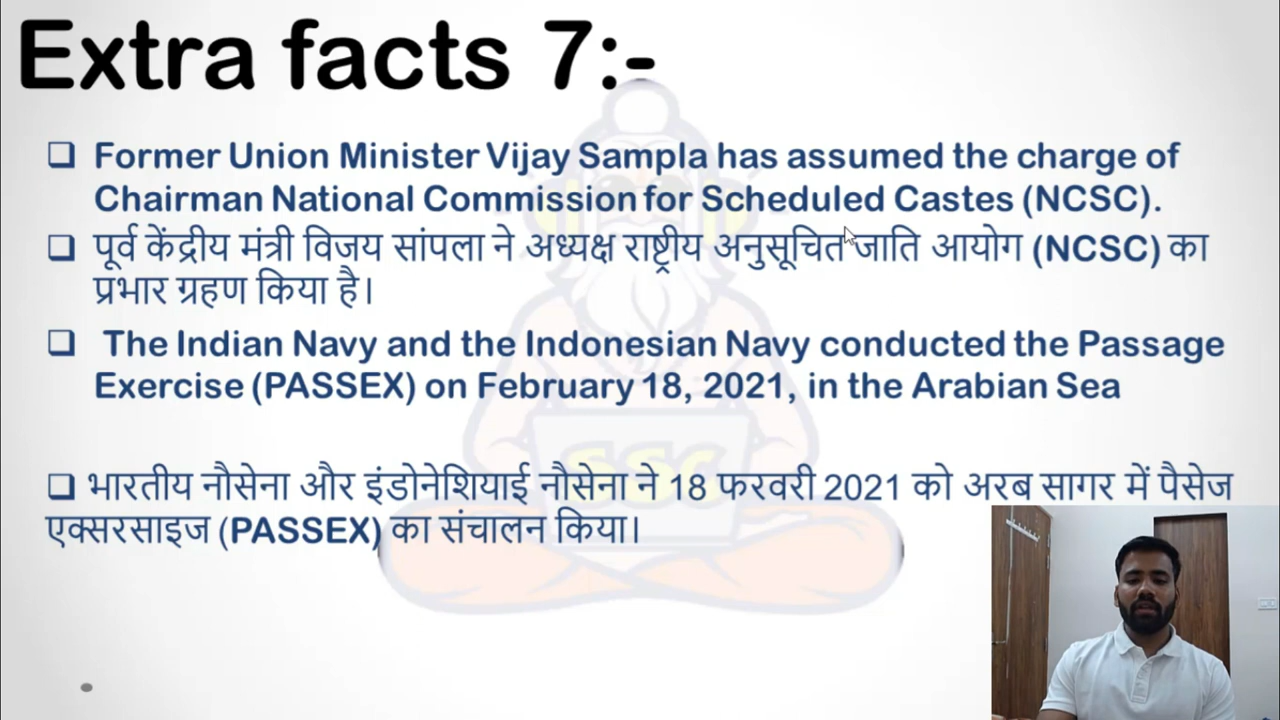 Extra facts 7:-
Former Union Minister Vijay Sampla has assumed the charge of
Chairman National Commission for Scheduled Castes (NCSC).
पूर्व केंद्रीय मंत्री विजय सांपला ने अध्यक्ष राष्ट्रीय अनुसूचित जाति आयोग (NCSC) का
प्रभार ग्रहण किया है।
The Indian Navy and the Indonesian Navy conducted the Passage
Exercise (PASSEX) on February 18, 2021, in the Arabian Sea
SSC
भारतीय नौसेना और इंडोनेशियाई नौसेना ने 18 फरवरी 2021 को अरब सागर में पैसेज
एक्सरसाइज (PASSEX) का संचालन किया।